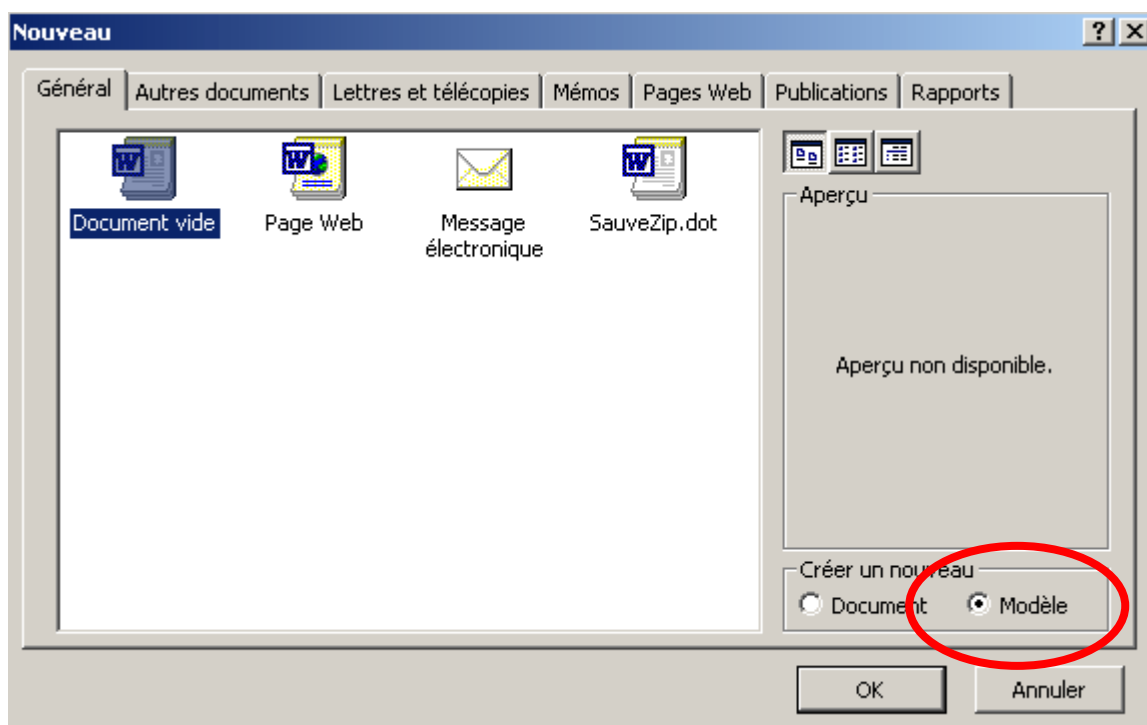 Nouveau
Général Autres documents Lettres et télécopies Mémos Pages Web Publications Rapports
Document vide
Page Web
Message
électronique
SauveZip.dot
Aperçu
Aperçu non disponible.
Créer un nouveau
Document Modèle
OK Annuler